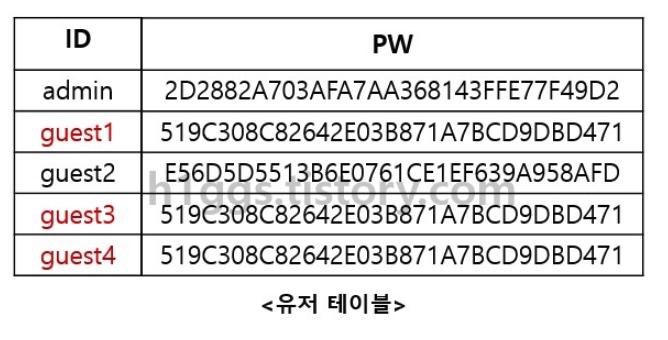 ID PW
admin 2D2882A703AFA7AA368143FFE77F49D2
guest1 519C308C82642E03B871A7BCD9DBD471
guest2 E56D5D5513B6E0761CE1EF639A958AFD
h1ggs.tistory.com
guest3 519C308C82642E03B871A7BCD9DBD471
guest4 519C308C82642E03B871A7BCD9DBD471
<유저 테이블>